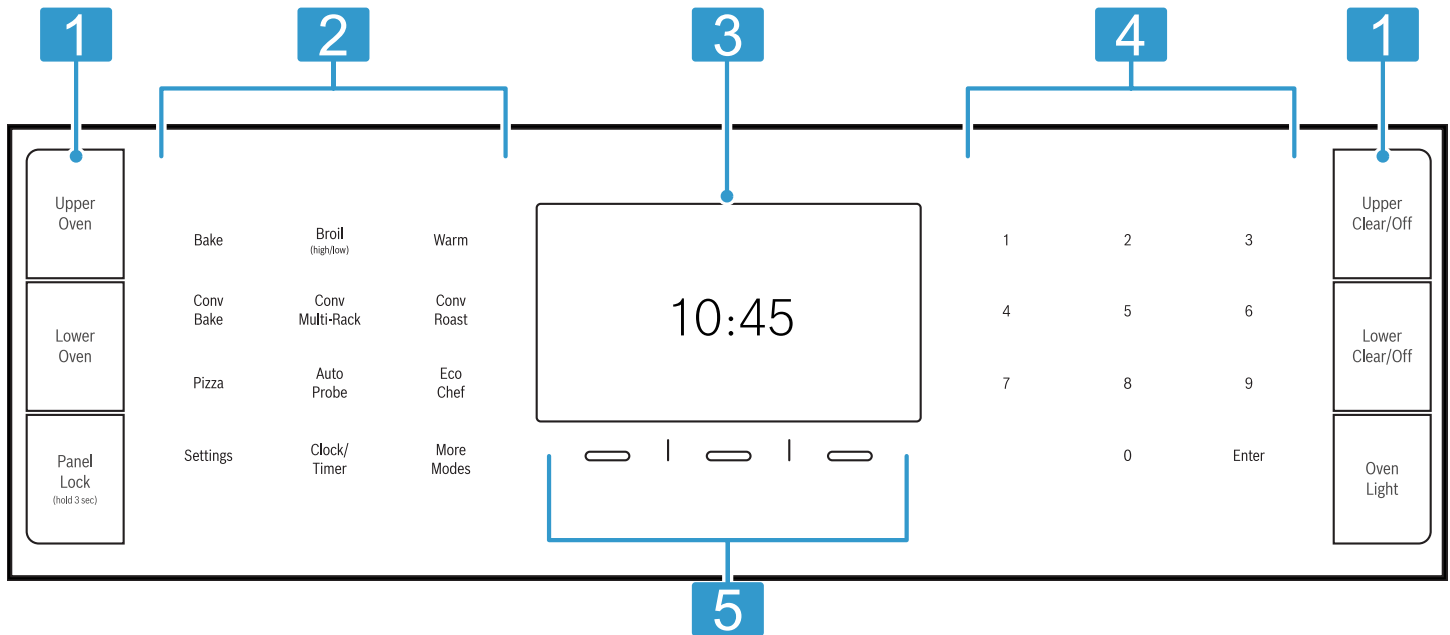 1
2
3
4
1
Upper
Oven
Lower
Oven
Panel
Lock
(hold 3 sec)
Bake
Broil
(high/low)
Warm
Conv
Bake
Conv
Multi-Rack
Conv
Roast
Pizza
Auto
Probe
Eco
Chef
Settings
Clock/
Timer
More
Modes
10:45
1
2
3
4
5
6
7
8
9
0
Enter
Upper
Clear/Off
Lower
Clear/Off
Oven
Light
5